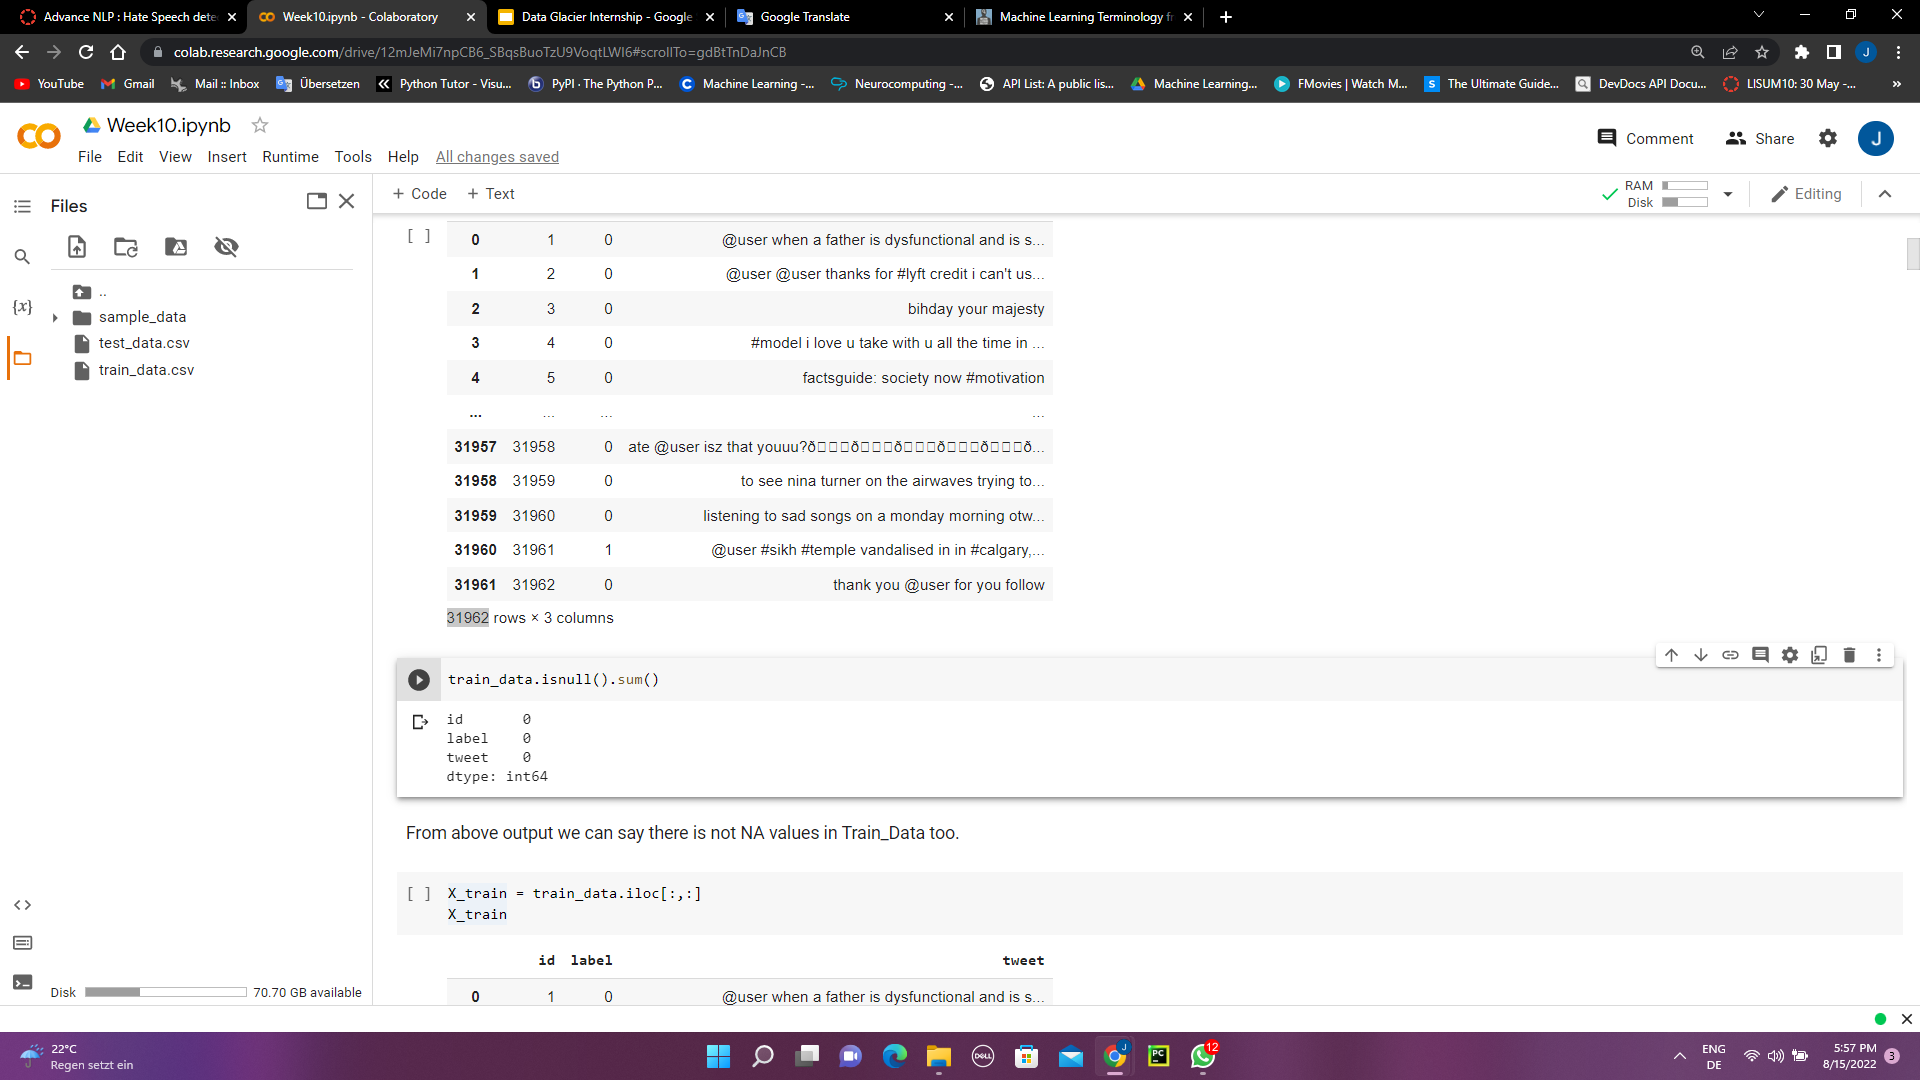 Advance NLP : Hate Speech dete
Week10.ipynb - Colaboratory
Data Glacier Internship - Google
Google Translate
Machine Learning Terminology fr
colab.research.google.com/drive/12mJeMi7npCB6_SBqsBuoTzU9VoqtLWI6#scrollTo=gdBtTnDaJnCB
J
YouTube
Gmail
Mail :: Inbox
Übersetzen
Python Tutor - Visu...
PyPI · The Python P...
Machine Learning -...
Neurocomputing -...
API List: A public lis...
Machine Learning...
FMovies | Watch M...
The Ultimate Guide...
DevDocs API Docu...
LISUM10: 30 May -...
»
Week10.ipynb
File Edit View Insert Runtime Tools Help All changes saved
Comment
Share
J
Files
+ Code + Text
RAM
Disk
Editing
..
sample_data
test_data.csv
train_data.csv
{x}
Disk 70.70 GB available
[ ]
0 1 0 @user when a father is dysfunctional and is s...
1 2 0 @user @user thanks for #lyft credit i can't us...
2 3 0 bihday your majesty
3 4 0 #model i love u take with u all the time in ...
4 5 0 factsguide: society now #motivation
... ... ... ...
31957 31958 0 ate @user isz that youuu?ð□□□ð□□□ð□□□ð□□□ð□□□ð...
31958 31959 0 to see nina turner on the airwaves trying to...
31959 31960 0 listening to sad songs on a monday morning otw...
31960 31961 1 @user #sikh #temple vandalised in in #calgary,...
31961 31962 0 thank you @user for you follow
31962 rows × 3 columns
train_data.isnull().sum()
id 0
label 0
tweet 0
dtype: int64
From above output we can say there is not NA values in Train_Data too.
[ ] X_train = train_data.iloc[:,:]
X_train
id label tweet
0 1 0 @user when a father is dysfunctional and is s...
22°C
Regen setzt ein
DELL
J
PC
12
ENG
DE
5:57 PM
8/15/2022
3